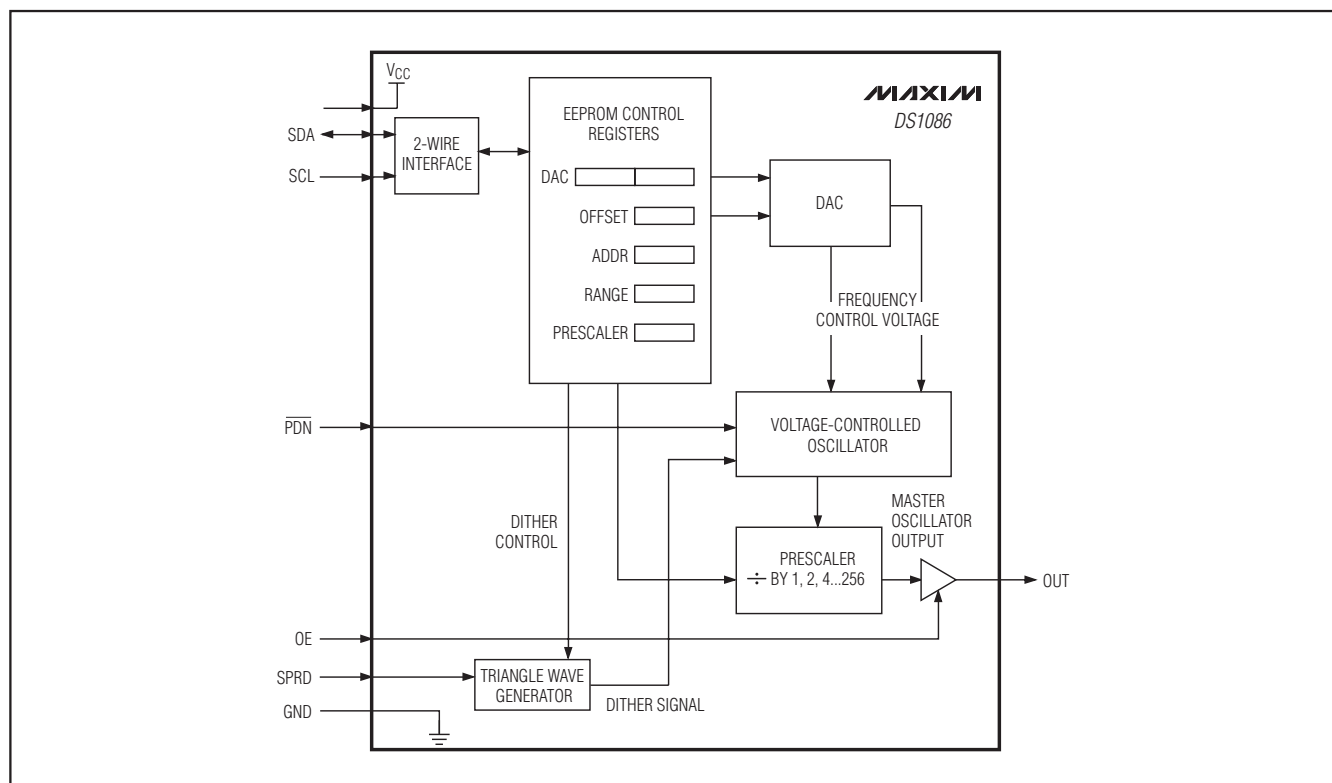 VCC
MAXIM
DS1086
SDA
SCL
2-WIRE
INTERFACE
EEPROM CONTROL
REGISTERS
DAC
OFFSET
ADDR
RANGE
PRESCALER
DAC
FREQUENCY
CONTROL VOLTAGE
PDN
VOLTAGE-CONTROLLED
OSCILLATOR
DITHER
CONTROL
MASTER
OSCILLATOR
OUTPUT
PRESCALER
÷ BY 1, 2, 4...256
OUT
OE
SPRD
TRIANGLE WAVE
GENERATOR
DITHER SIGNAL
GND